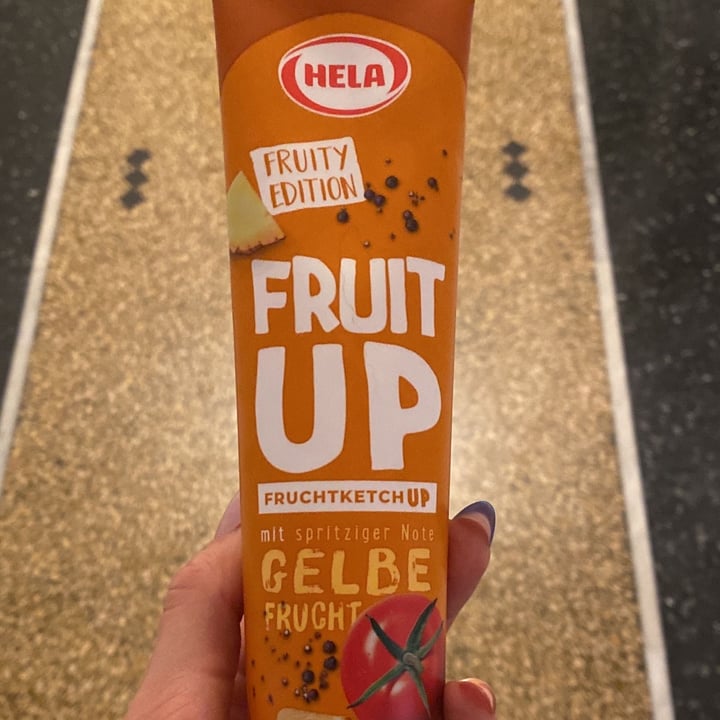 HELA
FRUITY
EDITION
FRUIT
UP
FRUCHTKETCHUP
mit spritziger Note
GELBE
FRUCHT